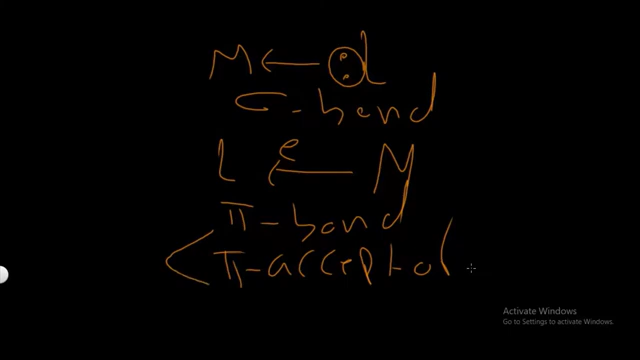 M ← :L
σ-bond
L e ← M
π-bond
π-acceptor
Activate Windows
Go to Settings to activate Windows.